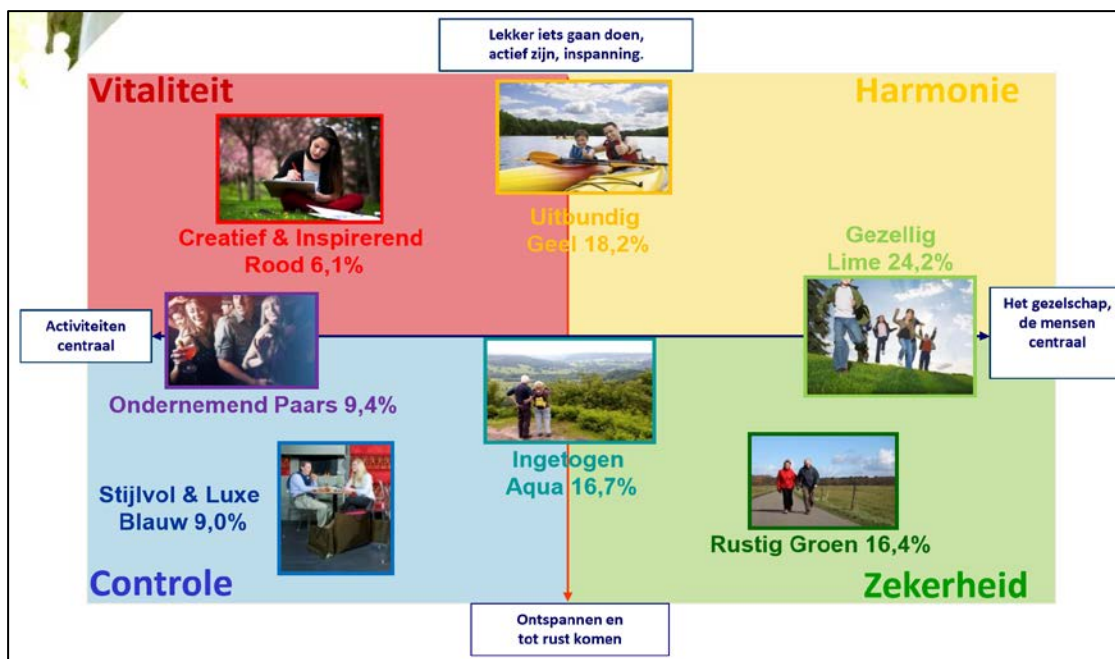 Lekker iets gaan doen,
actief zijn, inspanning.
Vitaliteit
Harmonie
Creatief & Inspirerend
Rood 6,1%
Uitbundig
Geel 18,2%
Gezellig
Lime 24,2%
Activiteiten
centraal
Het gezelschap,
de mensen
centraal
Ondernemend Paars 9,4%
Ingetogen
Aqua 16,7%
Stijlvol & Luxe
Blauw 9,0%
Rustig Groen 16,4%
Controle
Zekerheid
Ontspannen en
tot rust komen